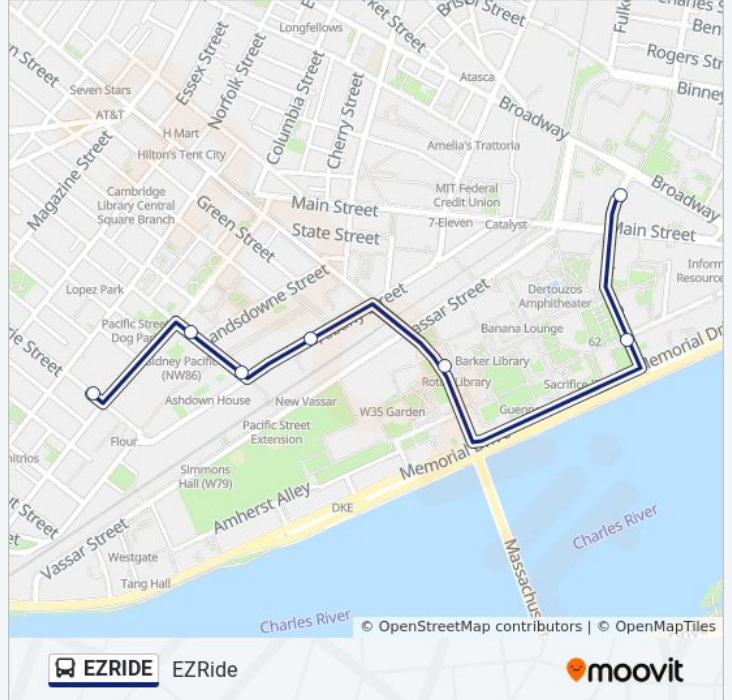 Longfellows
Street
Street
Broadway
Rogers
Binney
Essex Street
Norfolk Street
Columbia Street
Cherry Street
Seven Stars
AT&T
H Mart
Hilton's Tent City
Atasca
Amelia's Trattoria
Magazine Street
Cambridge
Library Central
Square Branch
MIT Federal
Credit Union
Broadway
Main Street
Green Street
State Street
7-Eleven
Catalyst
Main Street
Inform
Resource
Lopez Park
Landsdowne Street
Vassar Street
Dertouzos
Amphitheater
Pacific Street
Dog Park
Banana Lounge
62
Memorial Dr
Sidney Pacific
(NW86)
Barker Library
Rotch Library
Ashdown House
New Vassar
W35 Garden
Pacific Street
Extension
Flour
Simmons
Hall (W79)
Memorial Drive
Amherst Alley
DKE
Vassar Street
Westgate
Tang Hall
Charles River
Massachus
Charles River
© OpenStreetMap contributors | © OpenMapTiles
EZRIDE
EZRide
moovit